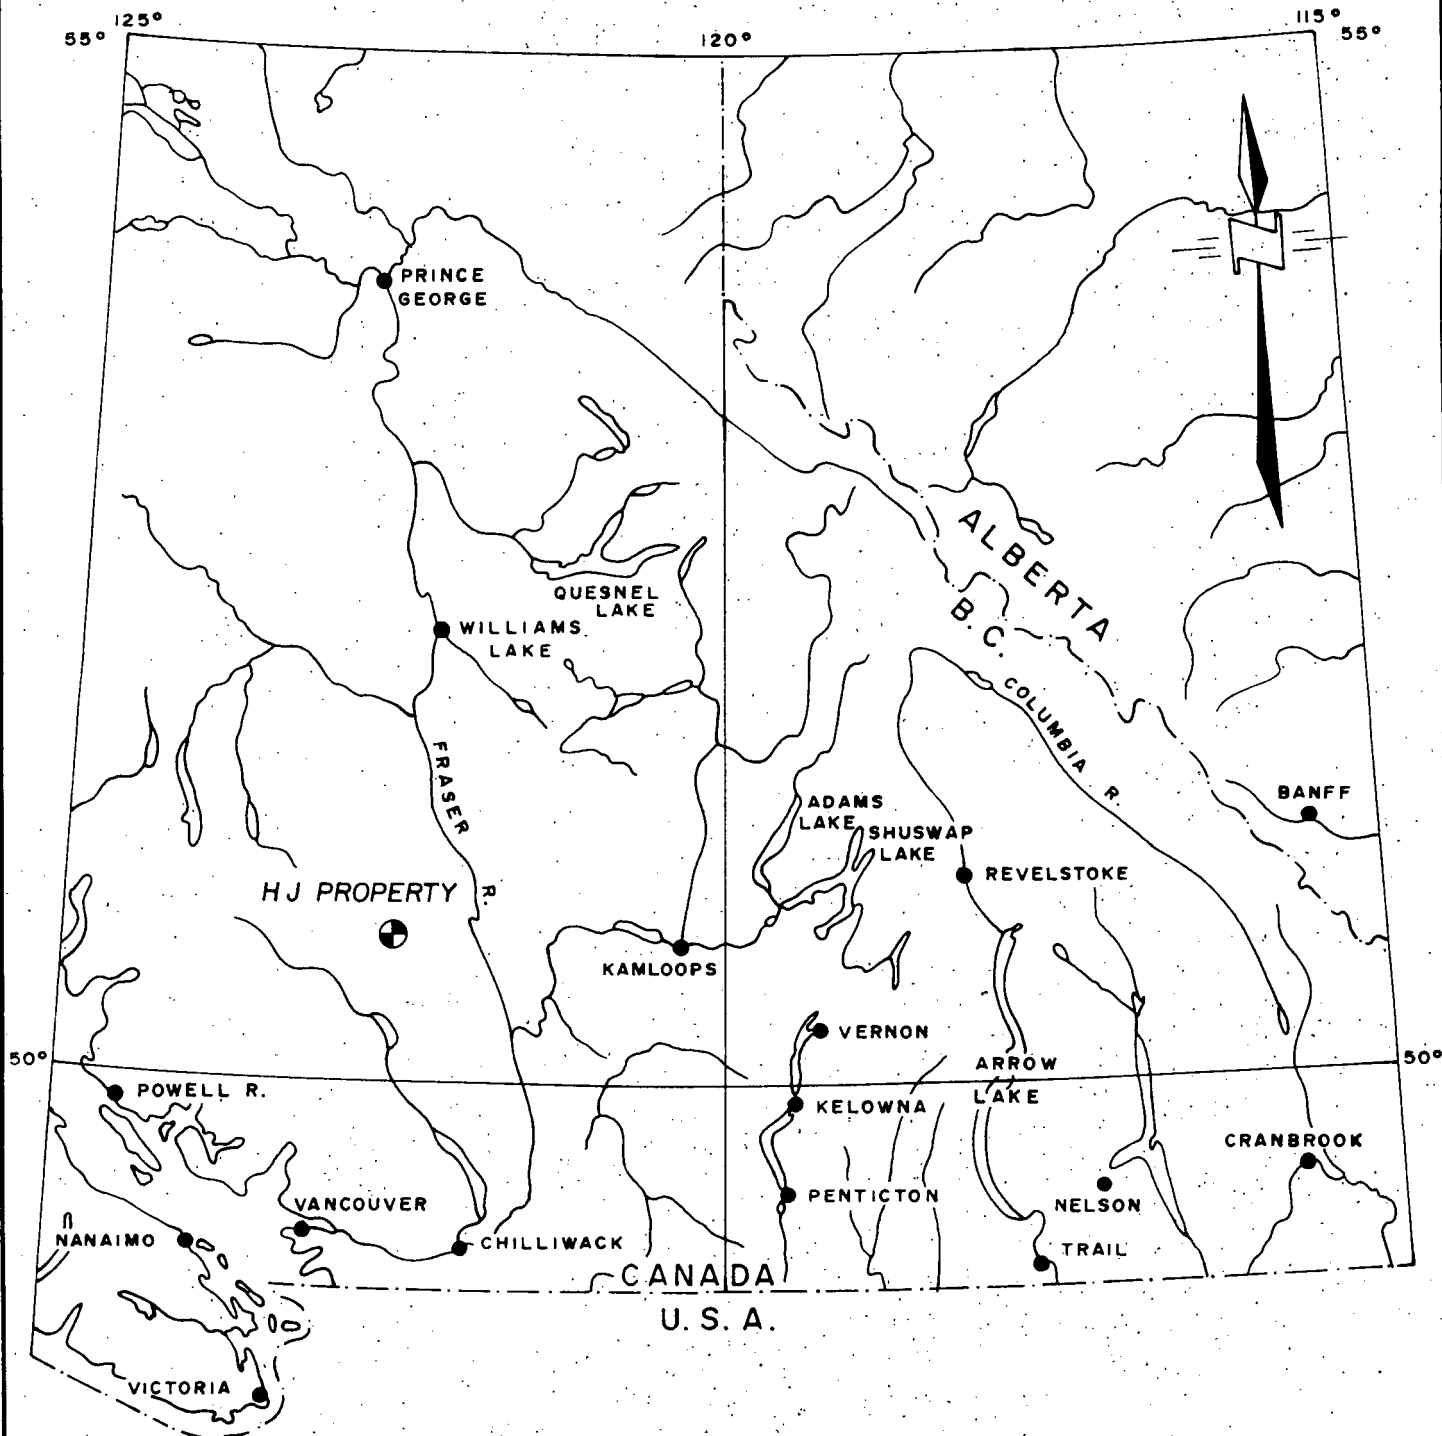 125°
120°
115°
55°
55°
PRINCE
GEORGE
ALBERTA
B.C.
QUESNEL
LAKE
WILLIAMS
LAKE
COLUMBIA R.
FRASER R.
BANFF
ADAMS
LAKE
SHUSWAP
LAKE
REVELSTOKE
HJ PROPERTY
KAMLOOPS
VERNON
50°
50°
ARROW
LAKE
POWELL R.
KELOWNA
CRANBROOK
PENTICTON
NELSON
VANCOUVER
NANAIMO
CHILLIWACK
TRAIL
CANADA
U.S.A.
VICTORIA